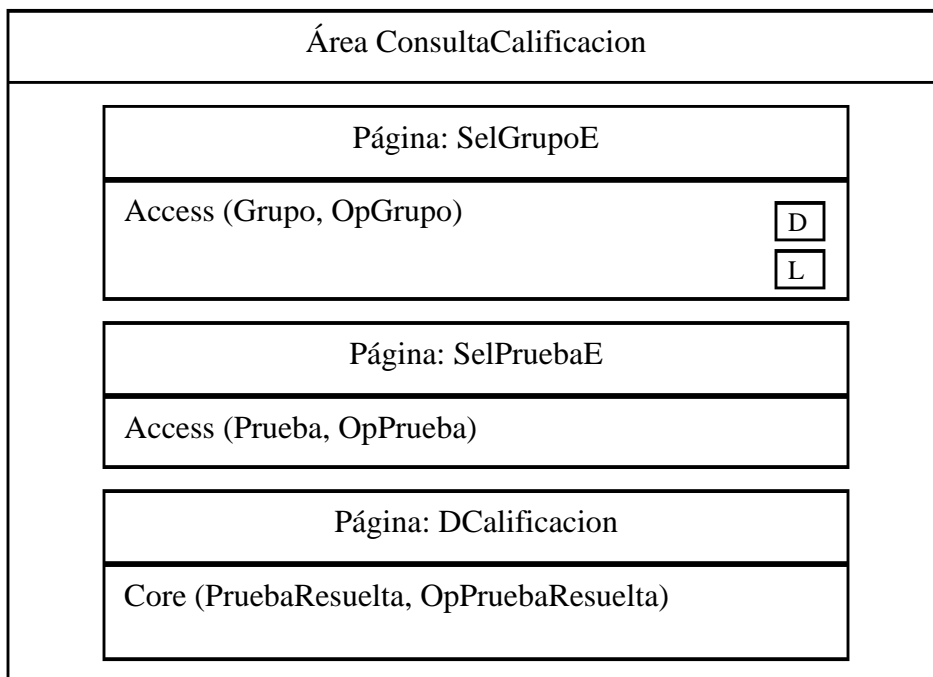 Área ConsultaCalificacion
Página: SelGrupoE
Access (Grupo, OpGrupo)
D
L
Página: SelPruebaE
Access (Prueba, OpPrueba)
Página: DCalificacion
Core (PruebaResuelta, OpPruebaResuelta)